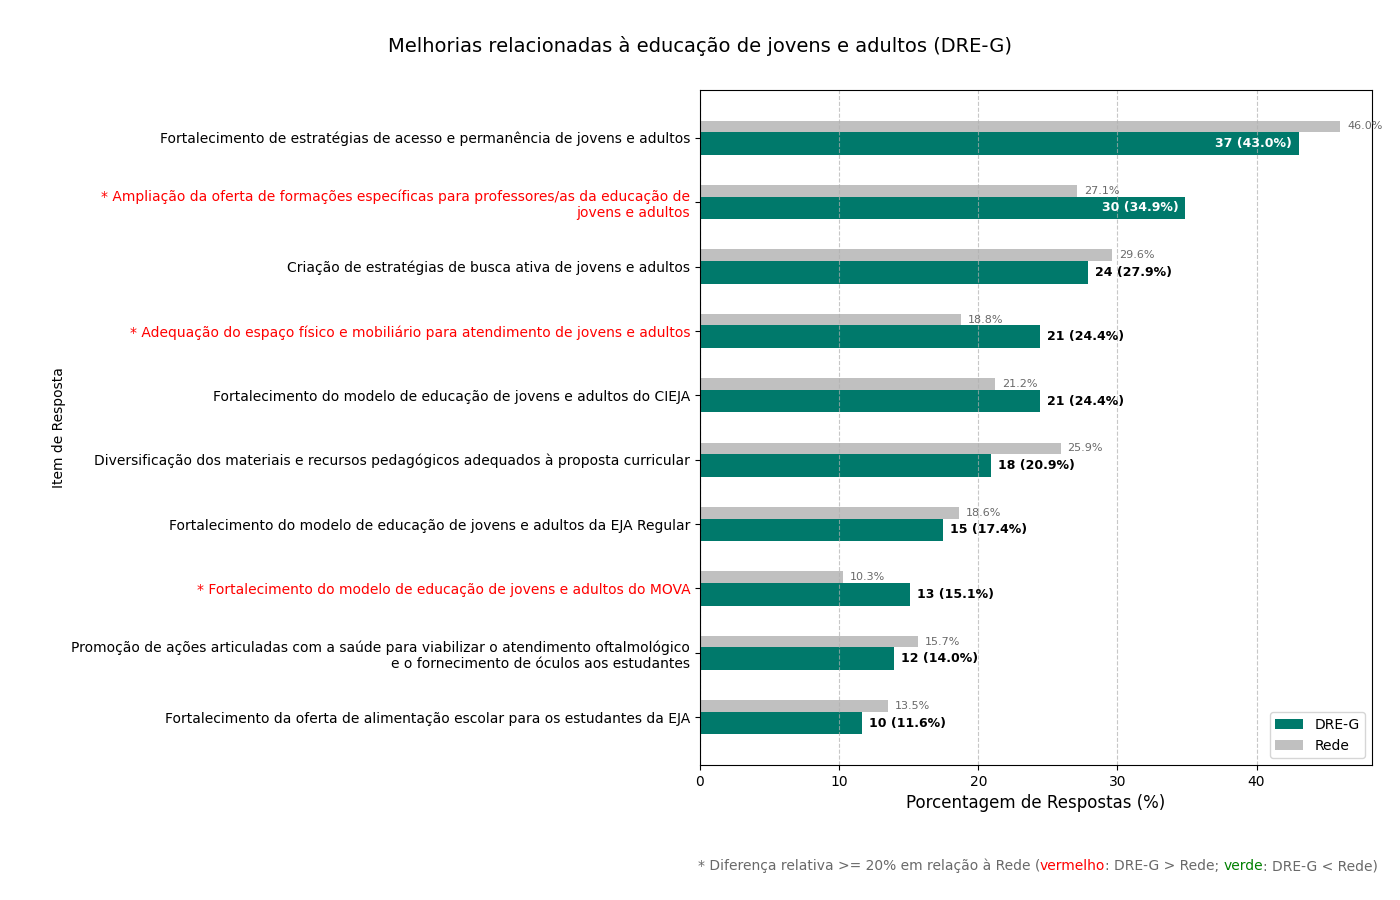 Melhorias relacionadas à educação de jovens e adultos (DRE-G)
Fortalecimento de estratégias de acesso e permanência de jovens e adultos
46.0%
37 (43.0%)
* Ampliação da oferta de formações específicas para professores/as da educação de
jovens e adultos
27.1%
30 (34.9%)
Criação de estratégias de busca ativa de jovens e adultos
29.6%
24 (27.9%)
* Adequação do espaço físico e mobiliário para atendimento de jovens e adultos
18.8%
21 (24.4%)
Fortalecimento do modelo de educação de jovens e adultos do CIEJA
21.2%
21 (24.4%)
Diversificação dos materiais e recursos pedagógicos adequados à proposta curricular
25.9%
18 (20.9%)
Fortalecimento do modelo de educação de jovens e adultos da EJA Regular
18.6%
15 (17.4%)
* Fortalecimento do modelo de educação de jovens e adultos do MOVA
10.3%
13 (15.1%)
Promoção de ações articuladas com a saúde para viabilizar o atendimento oftalmológico
e o fornecimento de óculos aos estudantes
15.7%
12 (14.0%)
Fortalecimento da oferta de alimentação escolar para os estudantes da EJA
13.5%
10 (11.6%)
Item de Resposta
DRE-G
Rede
0 10 20 30 40
Porcentagem de Respostas (%)
* Diferença relativa >= 20% em relação à Rede (vermelho: DRE-G > Rede; verde: DRE-G < Rede)